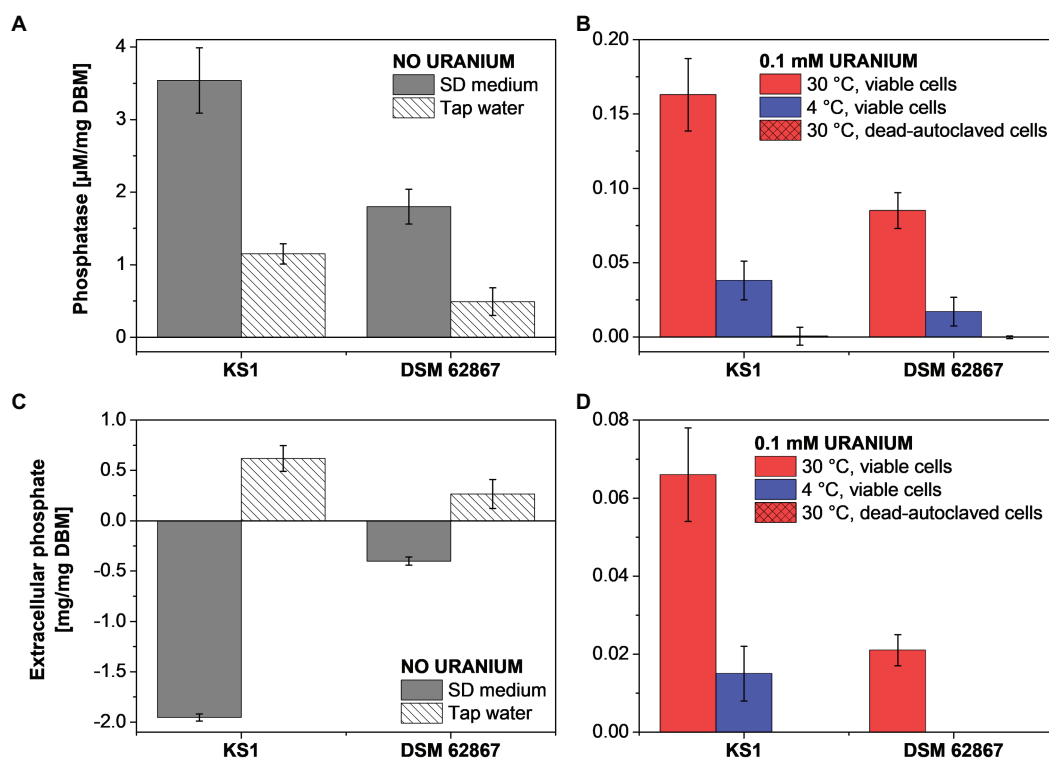 A
Phosphatase [µM/mg DBM]
4
3
2
1
0
NO URANIUM
SD medium
Tap water
KS1
DSM 62867
B
0.20
0.15
0.10
0.05
0.00
0.1 mM URANIUM
30 °C, viable cells
4 °C, viable cells
30 °C, dead-autoclaved cells
KS1
DSM 62867
C
Extracellular phosphate
[mg/mg DBM]
1.0
0.5
0.0
-0.5
-1.0
-1.5
-2.0
NO URANIUM
SD medium
Tap water
KS1
DSM 62867
D
0.08
0.06
0.04
0.02
0.00
0.1 mM URANIUM
30 °C, viable cells
4 °C, viable cells
30 °C, dead-autoclaved cells
KS1
DSM 62867